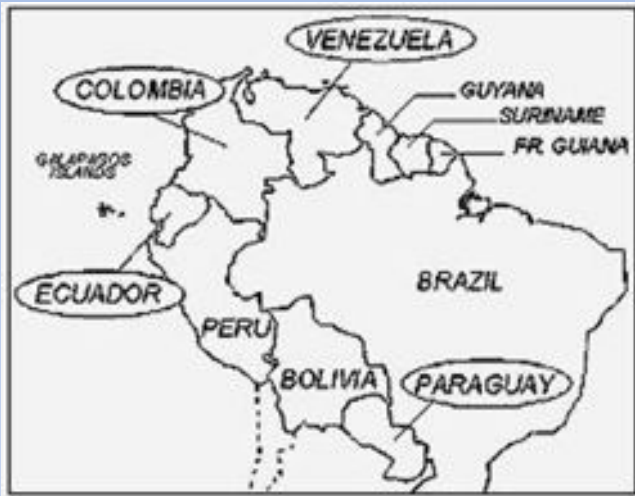 VENEZUELA
COLOMBIA
GUYANA
SURINAME
FR. GUIANA
GALAPAGOS
ISLANDS
ECUADOR
BRAZIL
PERU
BOLIVIA
PARAGUAY